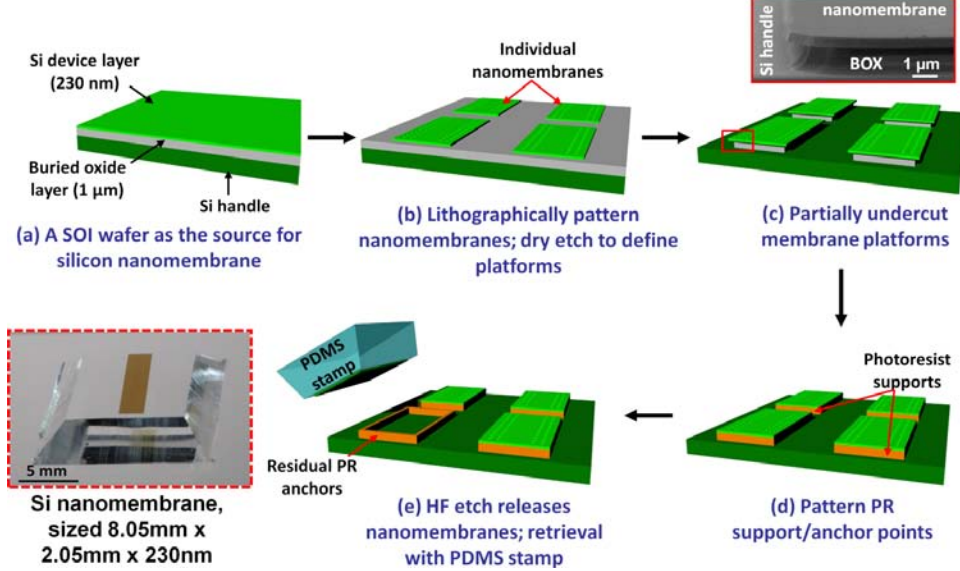 Si device layer
(230 nm)
Buried oxide
layer (1 µm)
Si handle
(a) A SOI wafer as the source for
silicon nanomembrane
Individual
nanomembranes
(b) Lithographically pattern
nanomembranes; dry etch to define
platforms
Si handle
nanomembrane
BOX
1 µm
(c) Partially undercut
membrane platforms
Photoresist
supports
(d) Pattern PR
support/anchor points
PDMS
stamp
Residual PR
anchors
(e) HF etch releases
nanomembranes; retrieval
with PDMS stamp
5 mm
Si nanomembrane,
sized 8.05mm x
2.05mm x 230nm